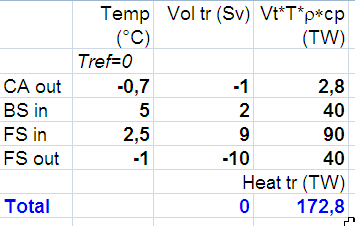 Temp Vol tr (Sv) Vt*T*ρ*cp
(°C) (TW)
Tref=0
CA out -0,7 -1 2,8
BS in 5 2 40
FS in 2,5 9 90
FS out -1 -10 40
Heat tr (TW)
Total 0 172,8